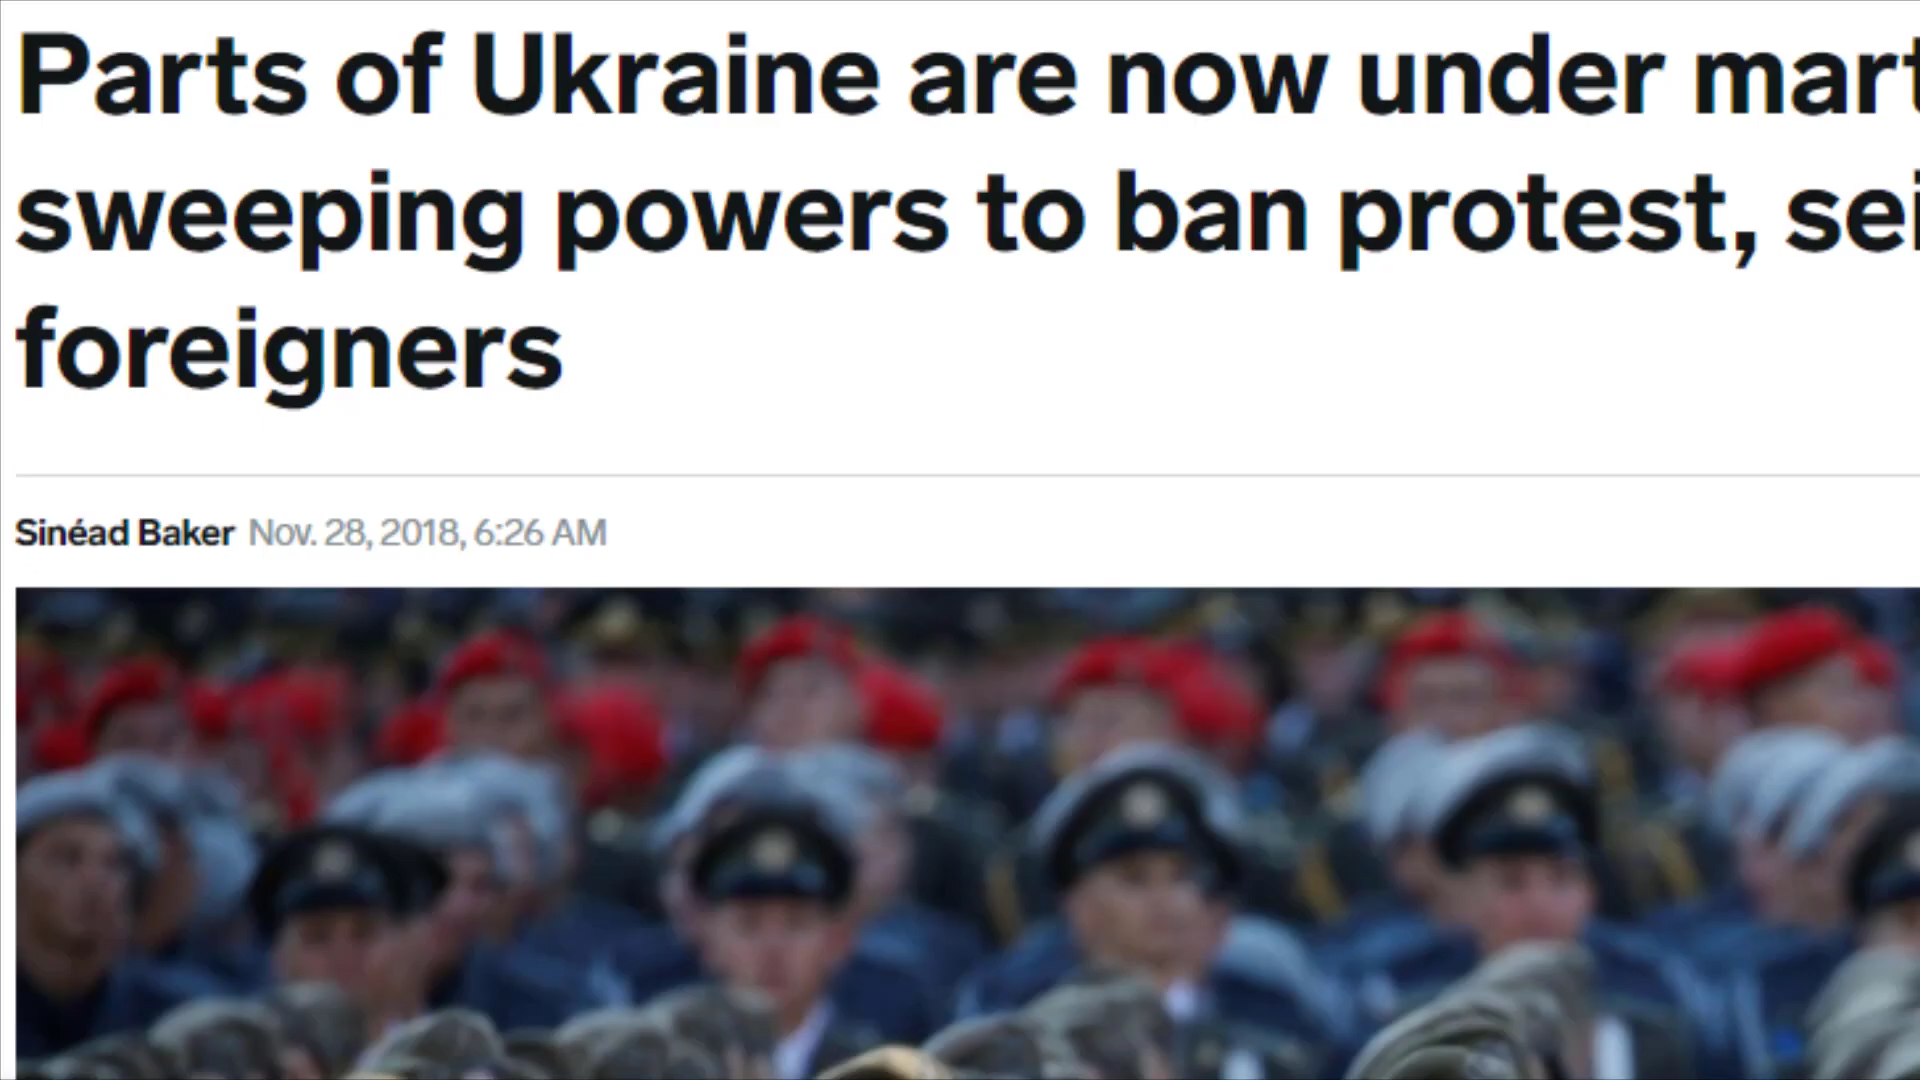 Parts of Ukraine are now under mart
sweeping powers to ban protest, sei
foreigners
Sinéad Baker Nov. 28, 2018, 6:26 AM